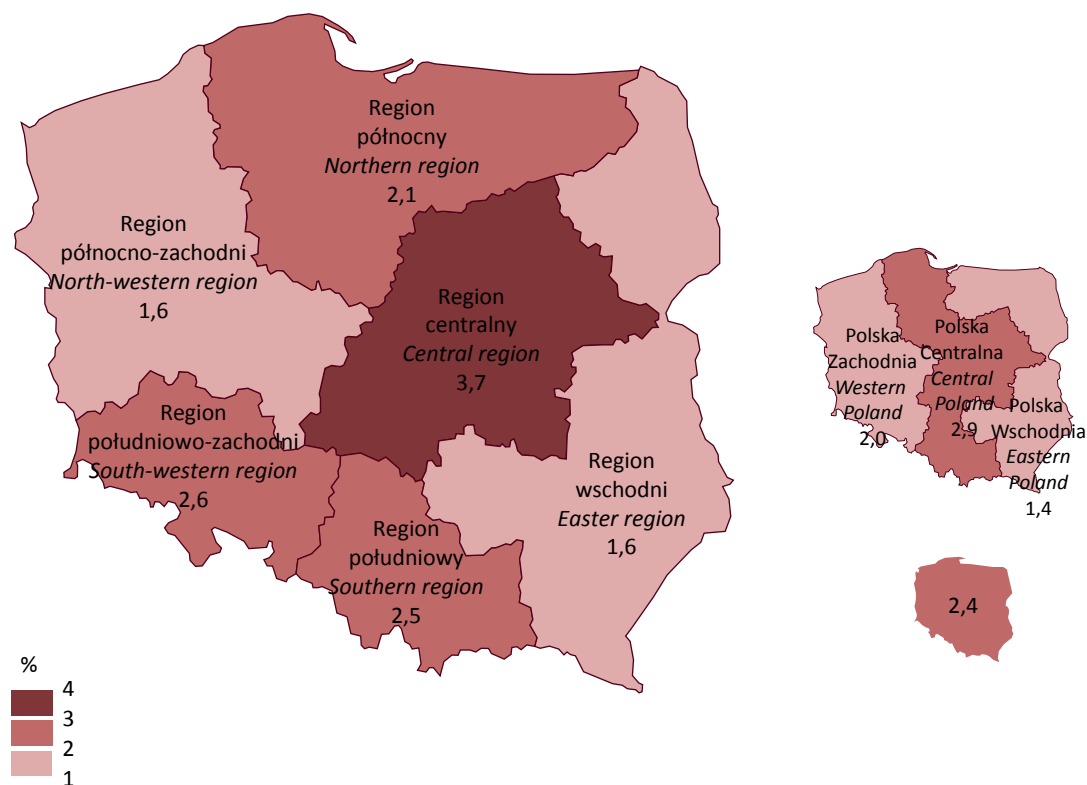 Region
północny
Northern region
2,1
Region
północno-zachodni
North-western region
1,6
Region
centralny
Central region
3,7
Region
południowo-zachodni
South-western region
2,6
Region
wschodni
Easter region
1,6
Region
południowy
Southern region
2,5
Polska
Zachodnia
Western
Poland
2,0
Polska
Centralna
Central
Poland
2,9
Polska
Wschodnia
Eastern
Poland
1,4
2,4
%
4
3
2
1